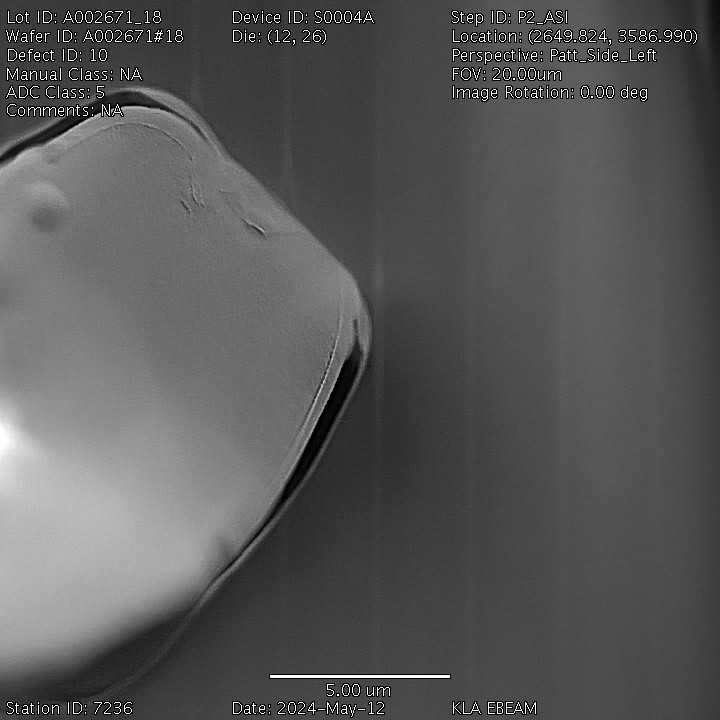 Lot ID: A002671_18
Wafer ID: A002671#18
Defect ID: 10
Manual Class: NA
ADC Class: 5
Comments: NA
Device ID: S0004A
Die: (12, 26)
Step ID: P2_ASI
Location: (2649.824, 3586.990)
Perspective: Patt_Side_Left
FOV: 20.00um
Image Rotation: 0.00 deg
5.00 um
Station ID: 7236
Date: 2024-May-12
KLA EBEAM